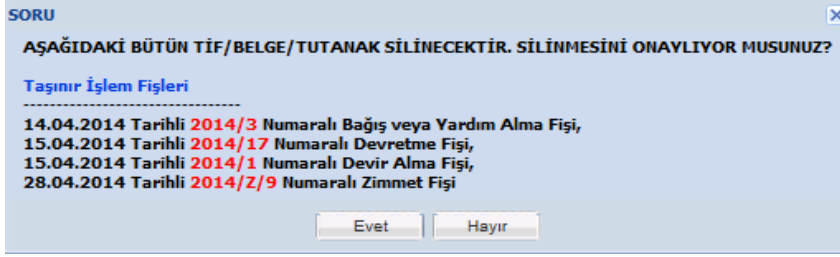 SORU
AŞAĞIDAKİ BÜTÜN TİF/BELGE/TUTANAK SİLİNECEKTİR. SİLİNMESİNİ ONAYLIYOR MUSUNUZ?
Taşınır İşlem Fişleri
----------------------------------
14.04.2014 Tarihli 2014/3 Numaralı Bağış veya Yardım Alma Fişi,
15.04.2014 Tarihli 2014/17 Numaralı Devretme Fişi,
15.04.2014 Tarihli 2014/1 Numaralı Devir Alma Fişi,
28.04.2014 Tarihli 2014/Z/9 Numaralı Zimmet Fişi
Evet Hayır